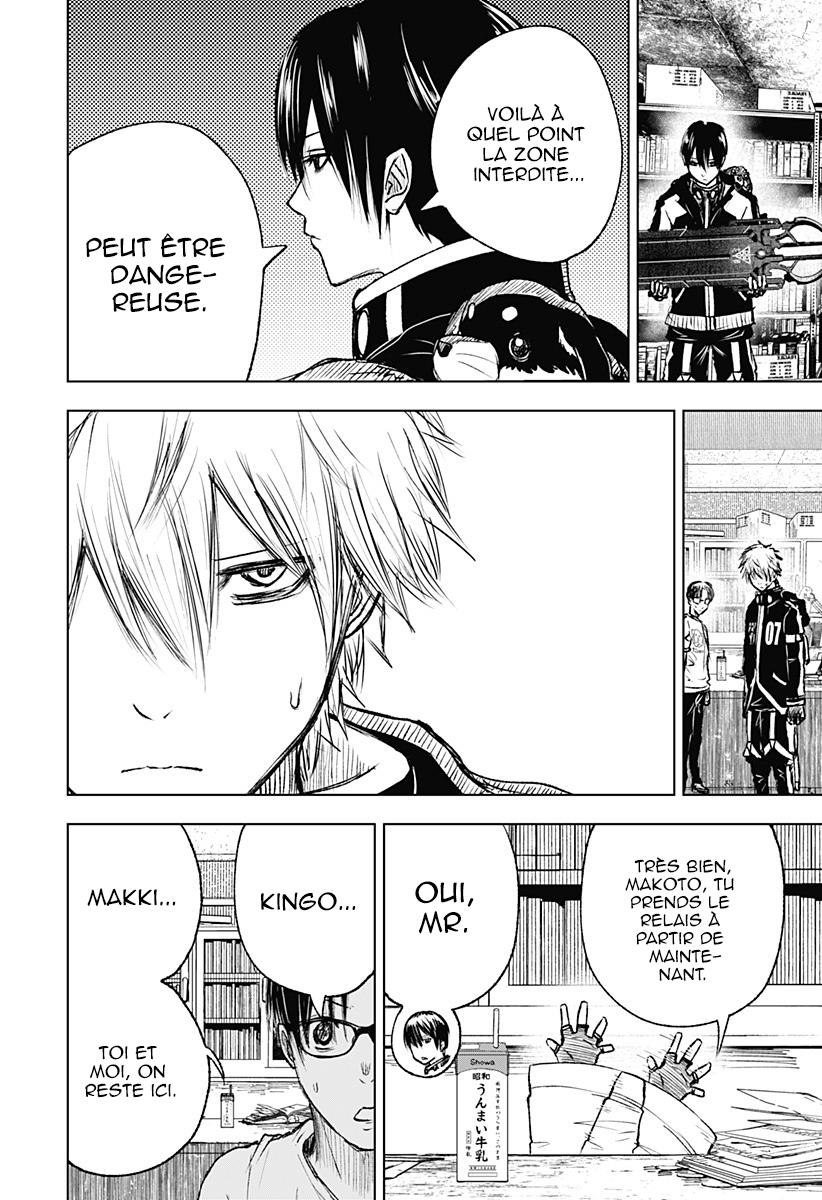 VOILÀ À
QUEL POINT
LA ZONE
INTERDITE...
PEUT ÊTRE
DANGE-
REUSE.
07
TRÈS BIEN,
MAKOTO, TU
PRENDS LE
RELAIS À
PARTIR DE
MAINTE-
NANT.
OUI,
MR.
Showa
昭和
うんまい牛乳
KINGO...
MAKKI...
TOI ET
MOI, ON
RESTE ICI.